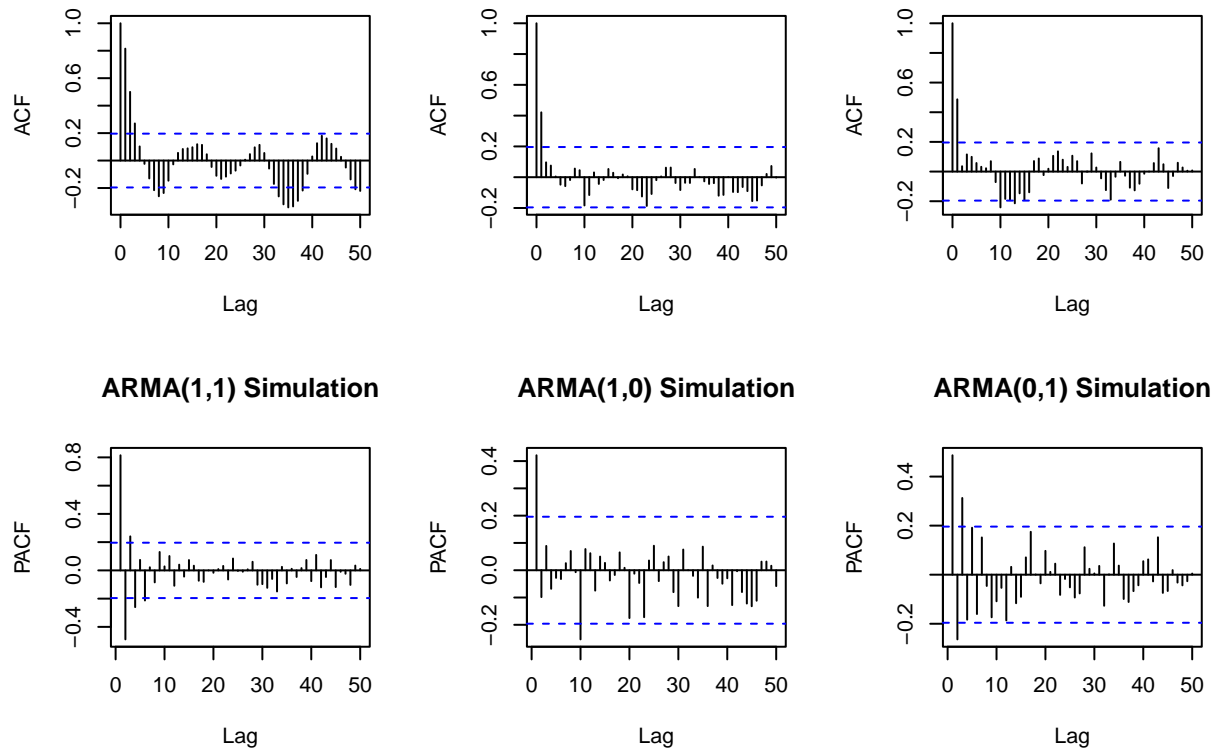 ACF
−0.2 0.2 0.6 1.0
0 10 20 30 40 50
Lag
ACF
−0.2 0.2 0.6 1.0
0 10 20 30 40 50
Lag
ACF
−0.2 0.2 0.6 1.0
0 10 20 30 40 50
Lag
ARMA(1,1) Simulation
PACF
−0.4 0.0 0.4 0.8
0 10 20 30 40 50
Lag
ARMA(1,0) Simulation
PACF
−0.2 0.0 0.2 0.4
0 10 20 30 40 50
Lag
ARMA(0,1) Simulation
PACF
−0.2 0.2 0.4
0 10 20 30 40 50
Lag